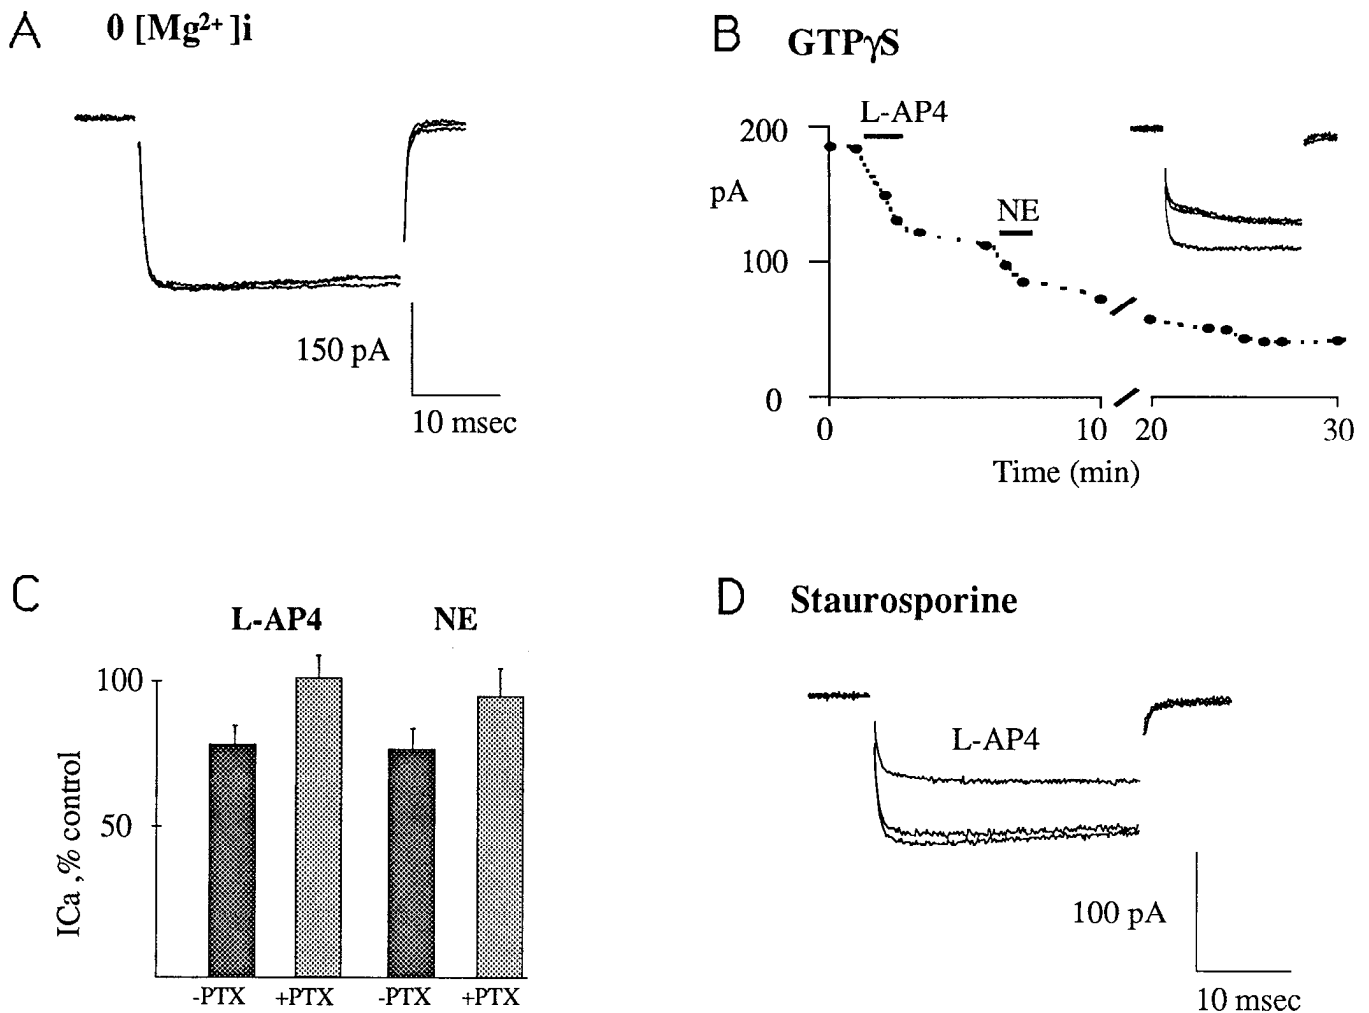 A
0 [Mg²⁺ ]i
150 pA
10 msec
B
GTPγS
L-AP4
200
pA
NE
100
0
0
10
20
30
Time (min)
C
L-AP4
NE
100
50
ICa ,% control
-PTX
+PTX
-PTX
+PTX
D
Staurosporine
L-AP4
100 pA
10 msec